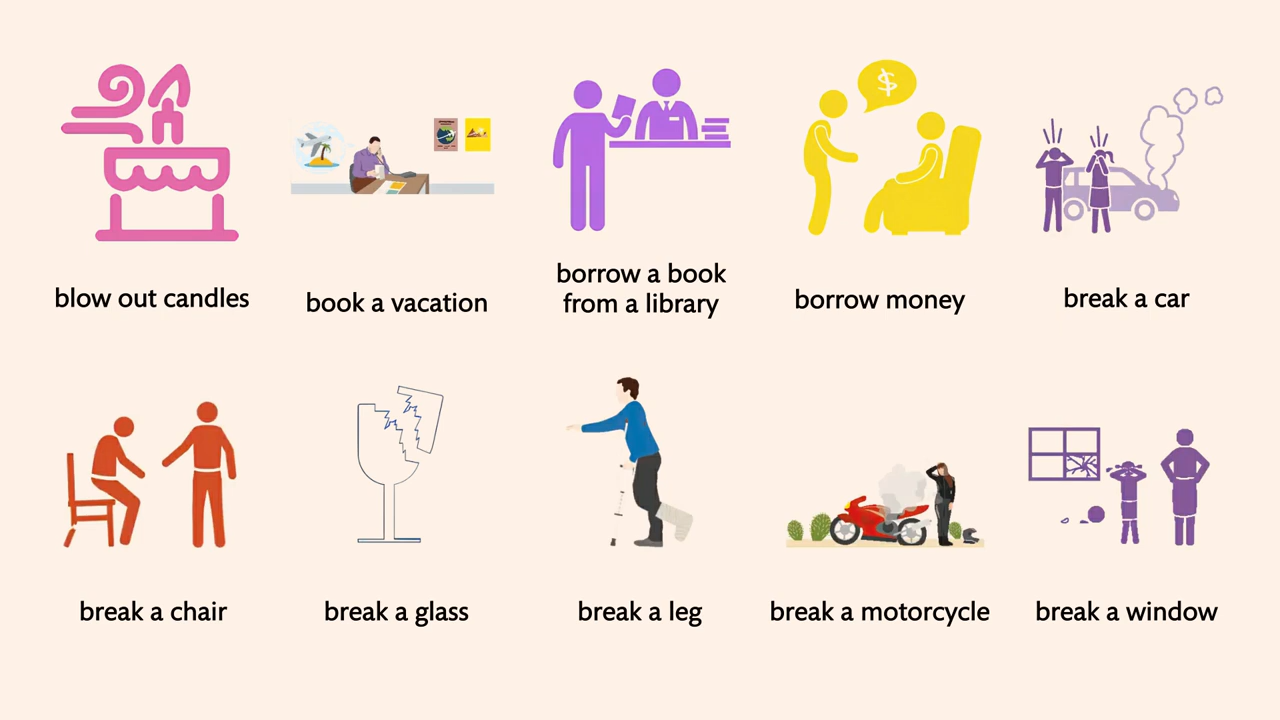 blow out candles
book a vacation
borrow a book
from a library
$
borrow money
break a car
break a chair
break a glass
break a leg
break a motorcycle
break a window